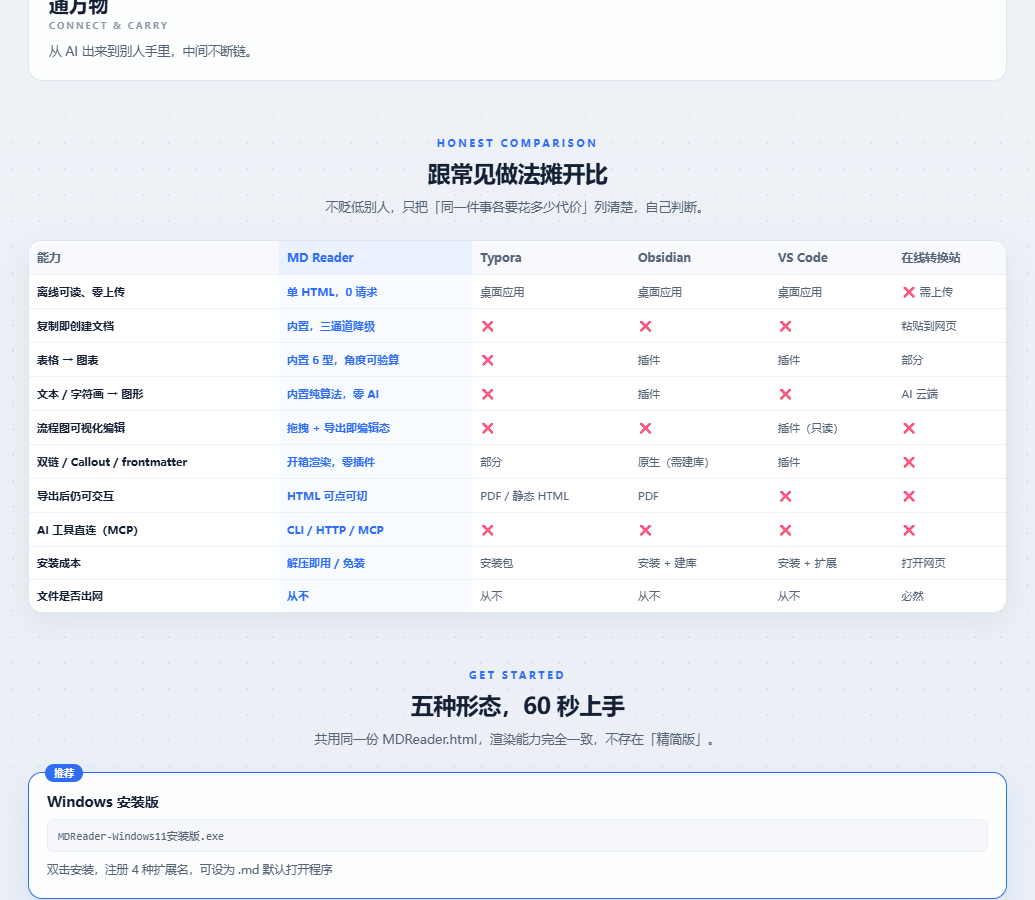 通万物
CONNECT & CARRY
从 AI 出来到别人手里，中间不断链。
HONEST COMPARISON
跟常见做法摊开比
不贬低别人，只把「同一件事各要花多少代价」列清楚，自己判断。
能力 MD Reader Typora Obsidian VS Code 在线转换站
离线可读、零上传 单 HTML，0 请求 桌面应用 桌面应用 桌面应用 ❌ 需上传
复制即创建文档 内置，三通道降级 ❌ ❌ ❌ 粘贴到网页
表格 → 图表 内置 6 型，角度可验算 ❌ 插件 插件 部分
文本 / 字符画 → 图形 内置纯算法，零 AI ❌ 插件 ❌ AI 云端
流程图可视化编辑 拖拽 + 导出即编辑态 ❌ ❌ 插件（只读） ❌
双链 / Callout / frontmatter 开箱渲染，零插件 部分 原生（需建库） 插件 ❌
导出后仍可交互 HTML 可点可切 PDF / 静态 HTML PDF ❌ ❌
AI 工具直连（MCP） CLI / HTTP / MCP ❌ ❌ ❌ ❌
安装成本 解压即用 / 免装 安装包 安装 + 建库 安装 + 扩展 打开网页
文件是否出网 从不 从不 从不 从不 必然
GET STARTED
五种形态，60 秒上手
共用同一份 MDReader.html，渲染能力完全一致，不存在「精简版」。
推荐
Windows 安装版
MDReader-Windows11安装版.exe
双击安装，注册 4 种扩展名，可设为 .md 默认打开程序